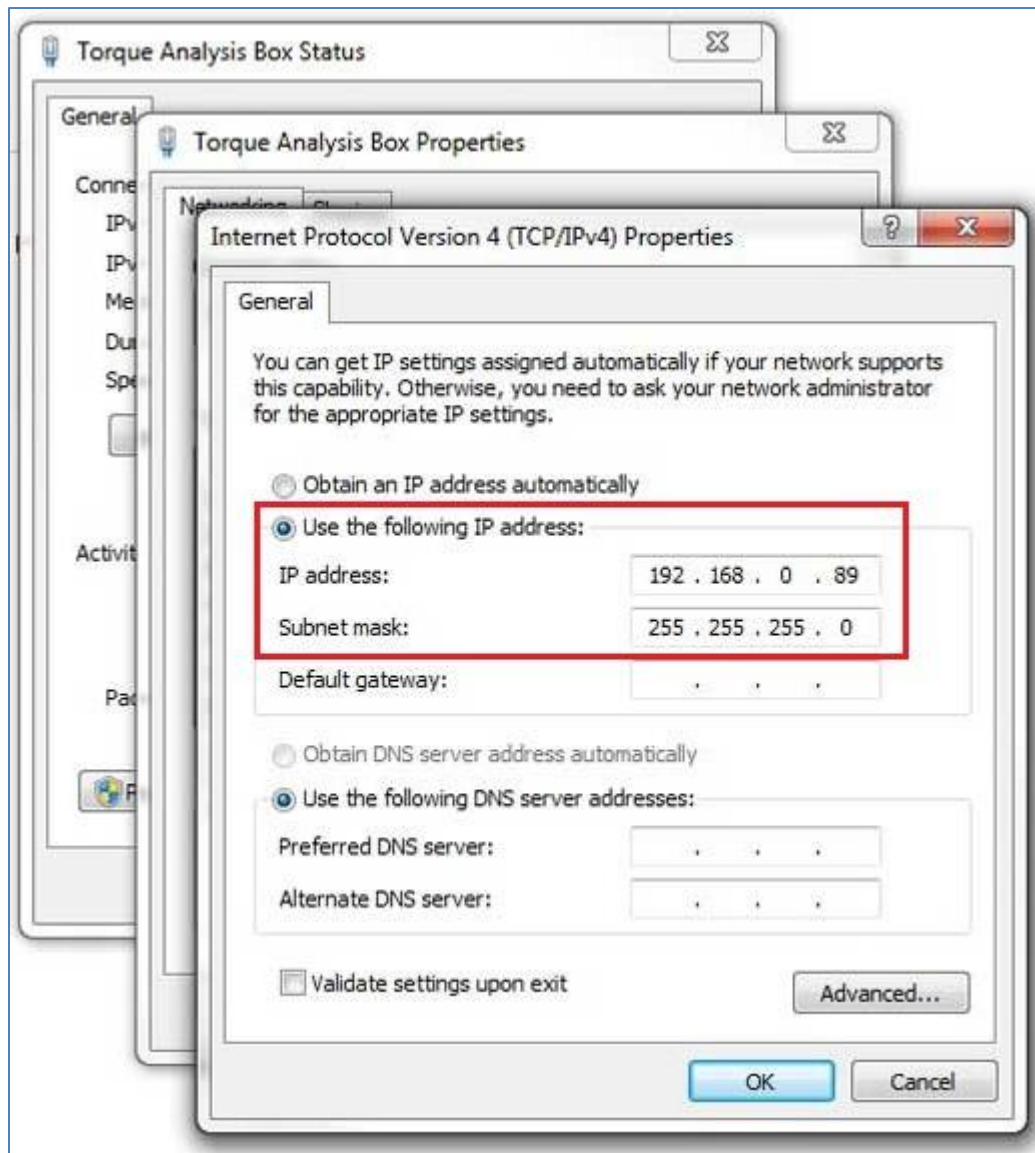 Torque Analysis Box Status
General
Torque Analysis Box Properties
Internet Protocol Version 4 (TCP/IPv4) Properties
General
You can get IP settings assigned automatically if your network supports
this capability. Otherwise, you need to ask your network administrator
for the appropriate IP settings.
Obtain an IP address automatically
Use the following IP address:
IP address: 192 . 168 . 0 . 89
Subnet mask: 255 . 255 . 255 . 0
Default gateway: . . .
Obtain DNS server address automatically
Use the following DNS server addresses:
Preferred DNS server: . . .
Alternate DNS server: . . .
Validate settings upon exit
Advanced...
OK Cancel